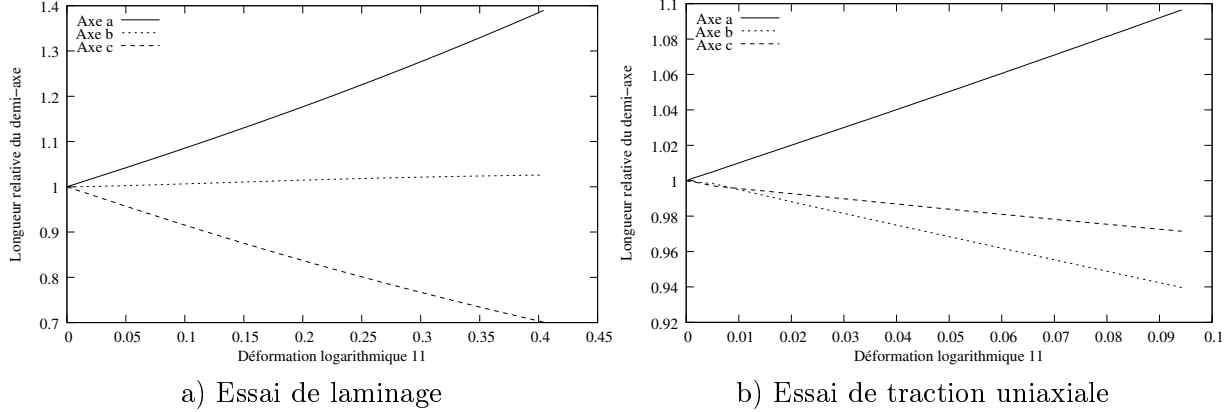 1.4
1.3
1.2
1.1
1
0.9
0.8
0.7
Axe a
Axe b
Axe c
Longueur relative du demi−axe
0 0.05 0.1 0.15 0.2 0.25 0.3 0.35 0.4 0.45
Déformation logarithmique 11
a) Essai de laminage
1.1
1.08
1.06
1.04
1.02
1
0.98
0.96
0.94
0.92
Axe a
Axe b
Axe c
Longueur relative du demi−axe
0 0.01 0.02 0.03 0.04 0.05 0.06 0.07 0.08 0.09 0.1
Déformation logarithmique 11
b) Essai de traction uniaxiale